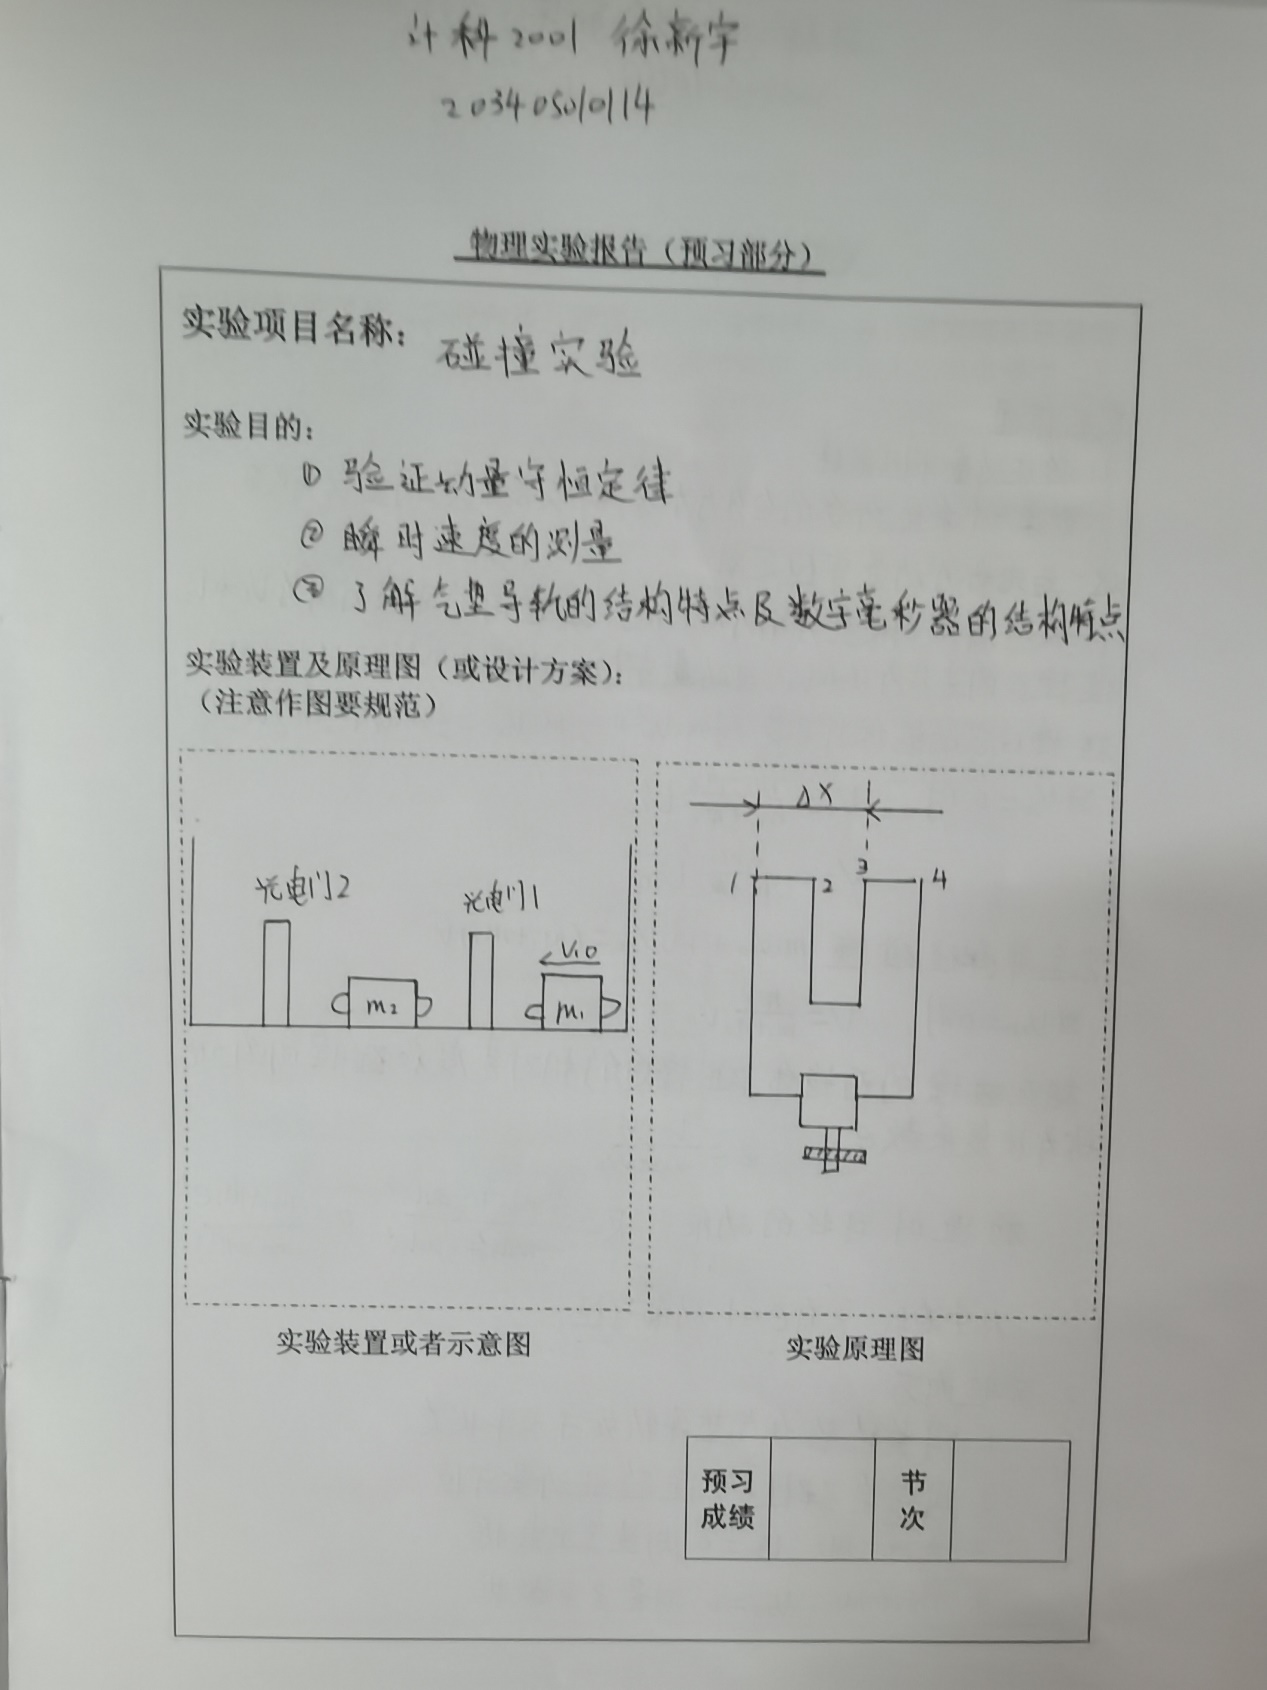 计科2001 徐新宇
203405010114
物理实验报告（预习部分）
实验项目名称：碰撞实验
实验目的：
① 验证动量守恒定律
② 瞬时速度的测量
③ 了解气垫导轨的结构特点及数字毫秒器的结构特点
实验装置及原理图（或设计方案）：
（注意作图要规范）
光电门2
光电门1
V10
m2
m1
ΔX
1
2
3
4
实验装置或者示意图
实验原理图
预习成绩
节次